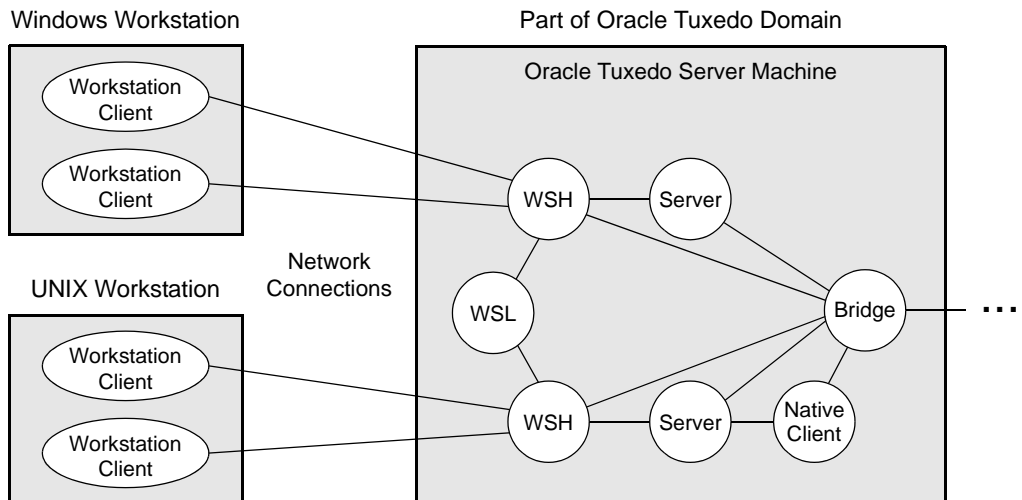 Windows Workstation
Part of Oracle Tuxedo Domain
Workstation
Client
Workstation
Client
Oracle Tuxedo Server Machine
WSH
Server
Network
Connections
UNIX Workstation
WSL
Bridge
...
Workstation
Client
Workstation
Client
WSH
Server
Native
Client